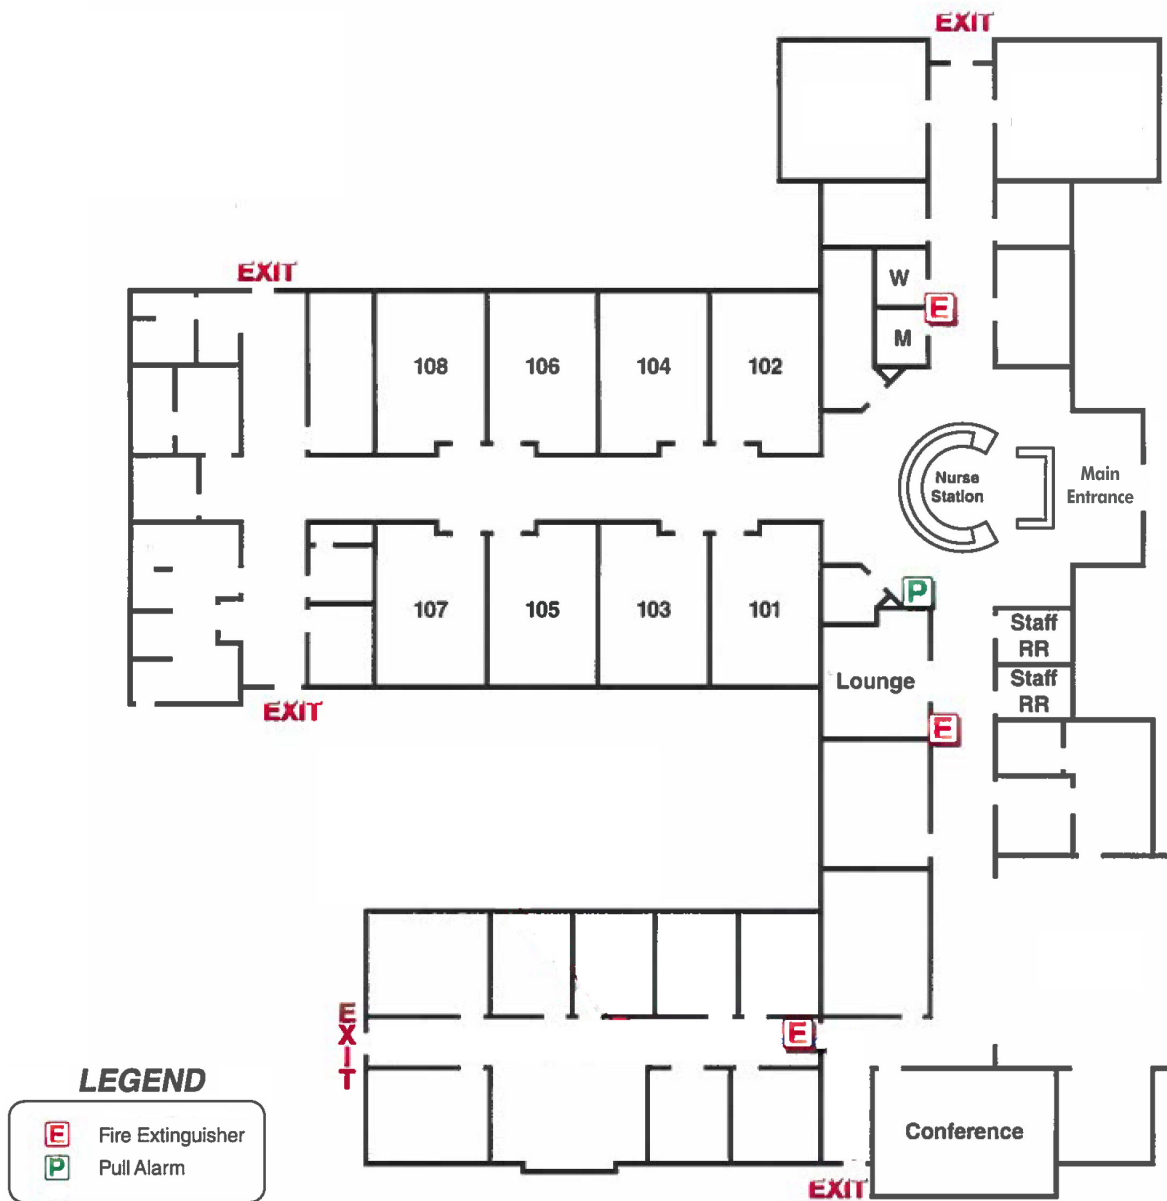 EXIT
EXIT
W
E
M
108
106
104
102
Nurse
Station
Main
Entrance
P
107
105
103
101
Staff
RR
Staff
RR
Lounge
EXIT
E
EXIT
E
LEGEND
E Fire Extinguisher
P Pull Alarm
Conference
EXIT